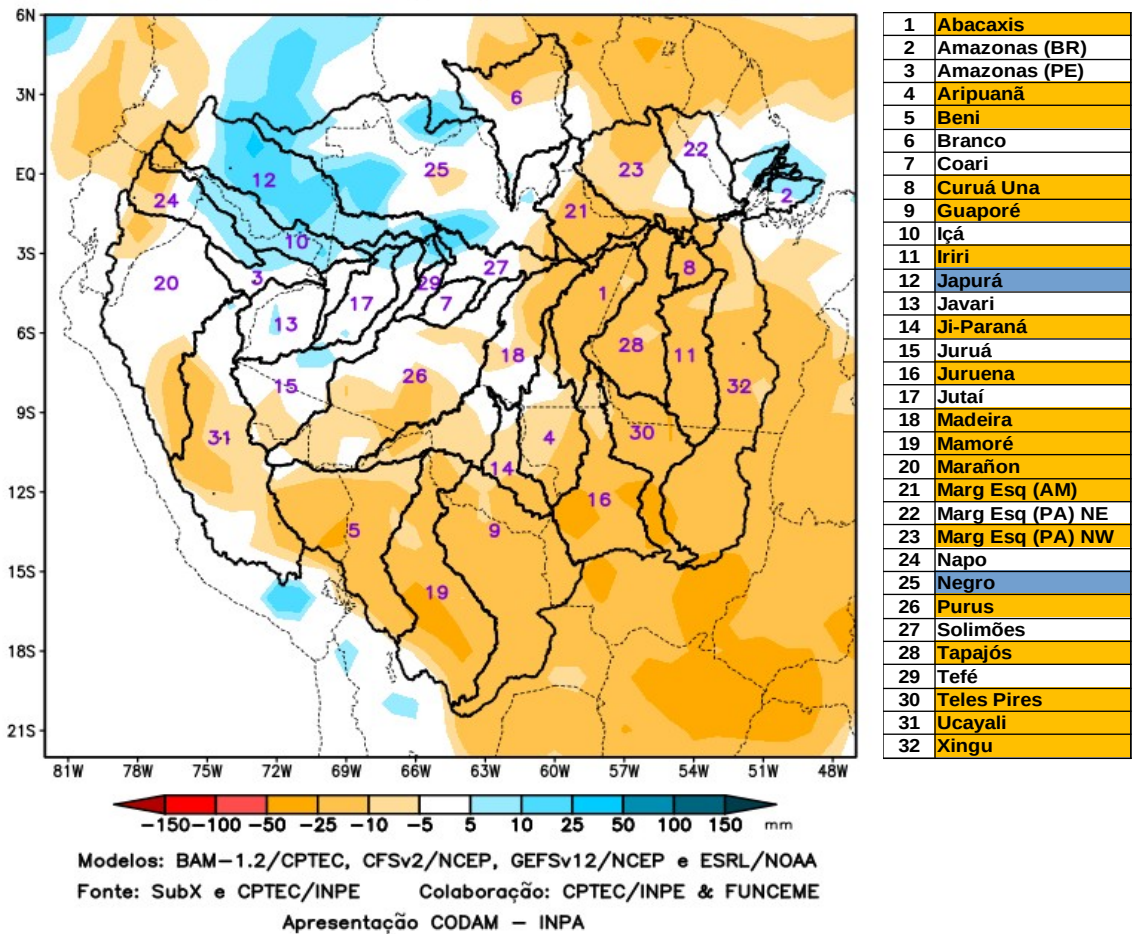 6N
3N
EQ
3S
6S
9S
12S
15S
18S
21S
81W 78W 75W 72W 69W 66W 63W 60W 57W 54W 51W 48W
6
22
25
23
12
2
24
21
10
3
27
8
20
29
1
17
7
13
28
18
11
15
26
32
31
4
30
14
16
5
9
19
-150 -100 -50 -25 -10 -5 5 10 25 50 100 150 mm
Modelos: BAM-1.2/CPTEC, CFSv2/NCEP, GEFSv12/NCEP e ESRL/NOAA
Fonte: SubX e CPTEC/INPE Colaboração: CPTEC/INPE & FUNCEME
Apresentação CODAM - INPA
1 Abacaxis
2 Amazonas (BR)
3 Amazonas (PE)
4 Aripuanã
5 Beni
6 Branco
7 Coari
8 Curuá Una
9 Guaporé
10 Içá
11 Iriri
12 Japurá
13 Javari
14 Ji-Paraná
15 Juruá
16 Juruena
17 Jutaí
18 Madeira
19 Mamoré
20 Marañon
21 Marg Esq (AM)
22 Marg Esq (PA) NE
23 Marg Esq (PA) NW
24 Napo
25 Negro
26 Purus
27 Solimões
28 Tapajós
29 Tefé
30 Teles Pires
31 Ucayali
32 Xingu